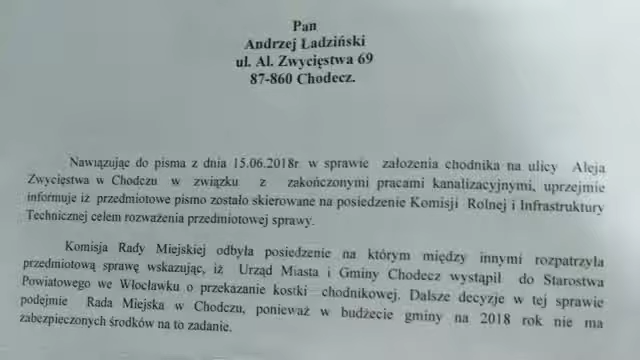 Pan
Andrzej Ładziński
ul. Al. Zwycięstwa 69
87-860 Chodecz.
Nawiązując do pisma z dnia 15.06.2018r. w sprawie założenia chodnika na ulicy Aleja
Zwycięstwa w Chodczu w związku z zakończonymi pracami kanalizacyjnymi, uprzejmie
informuje iż przedmiotowe pismo zostało skierowane na posiedzenie Komisji Rolnej i Infrastruktury
Technicznej celem rozważenia przedmiotowej sprawy.
Komisja Rady Miejskiej odbyła posiedzenie na którym między innymi rozpatrzyła
przedmiotową sprawę wskazując, iż Urząd Miasta i Gminy Chodecz wystąpił do Starostwa
Powiatowego we Włocławku o przekazanie kostki chodnikowej. Dalsze decyzje w tej sprawie
podejmie Rada Miejska w Chodczu, ponieważ w budżecie gminy na 2018 rok nie ma
zabezpieczonych środków na to zadanie.